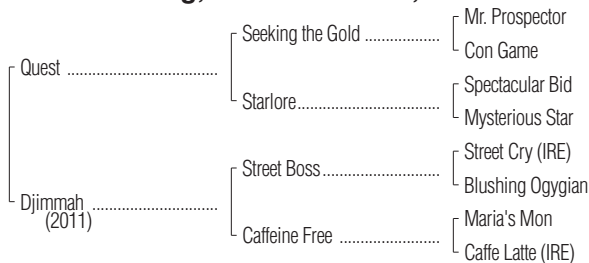 Mr. Prospector
Seeking the Gold ................
Con Game
Quest ................................
Spectacular Bid
Starlore..............................
Mysterious Star
Street Cry (IRE)
Street Boss.........................
Blushing Ogygian
Djimmah ...........................
(2011)
Maria's Mon
Caffeine Free .....................
Caffe Latte (IRE)